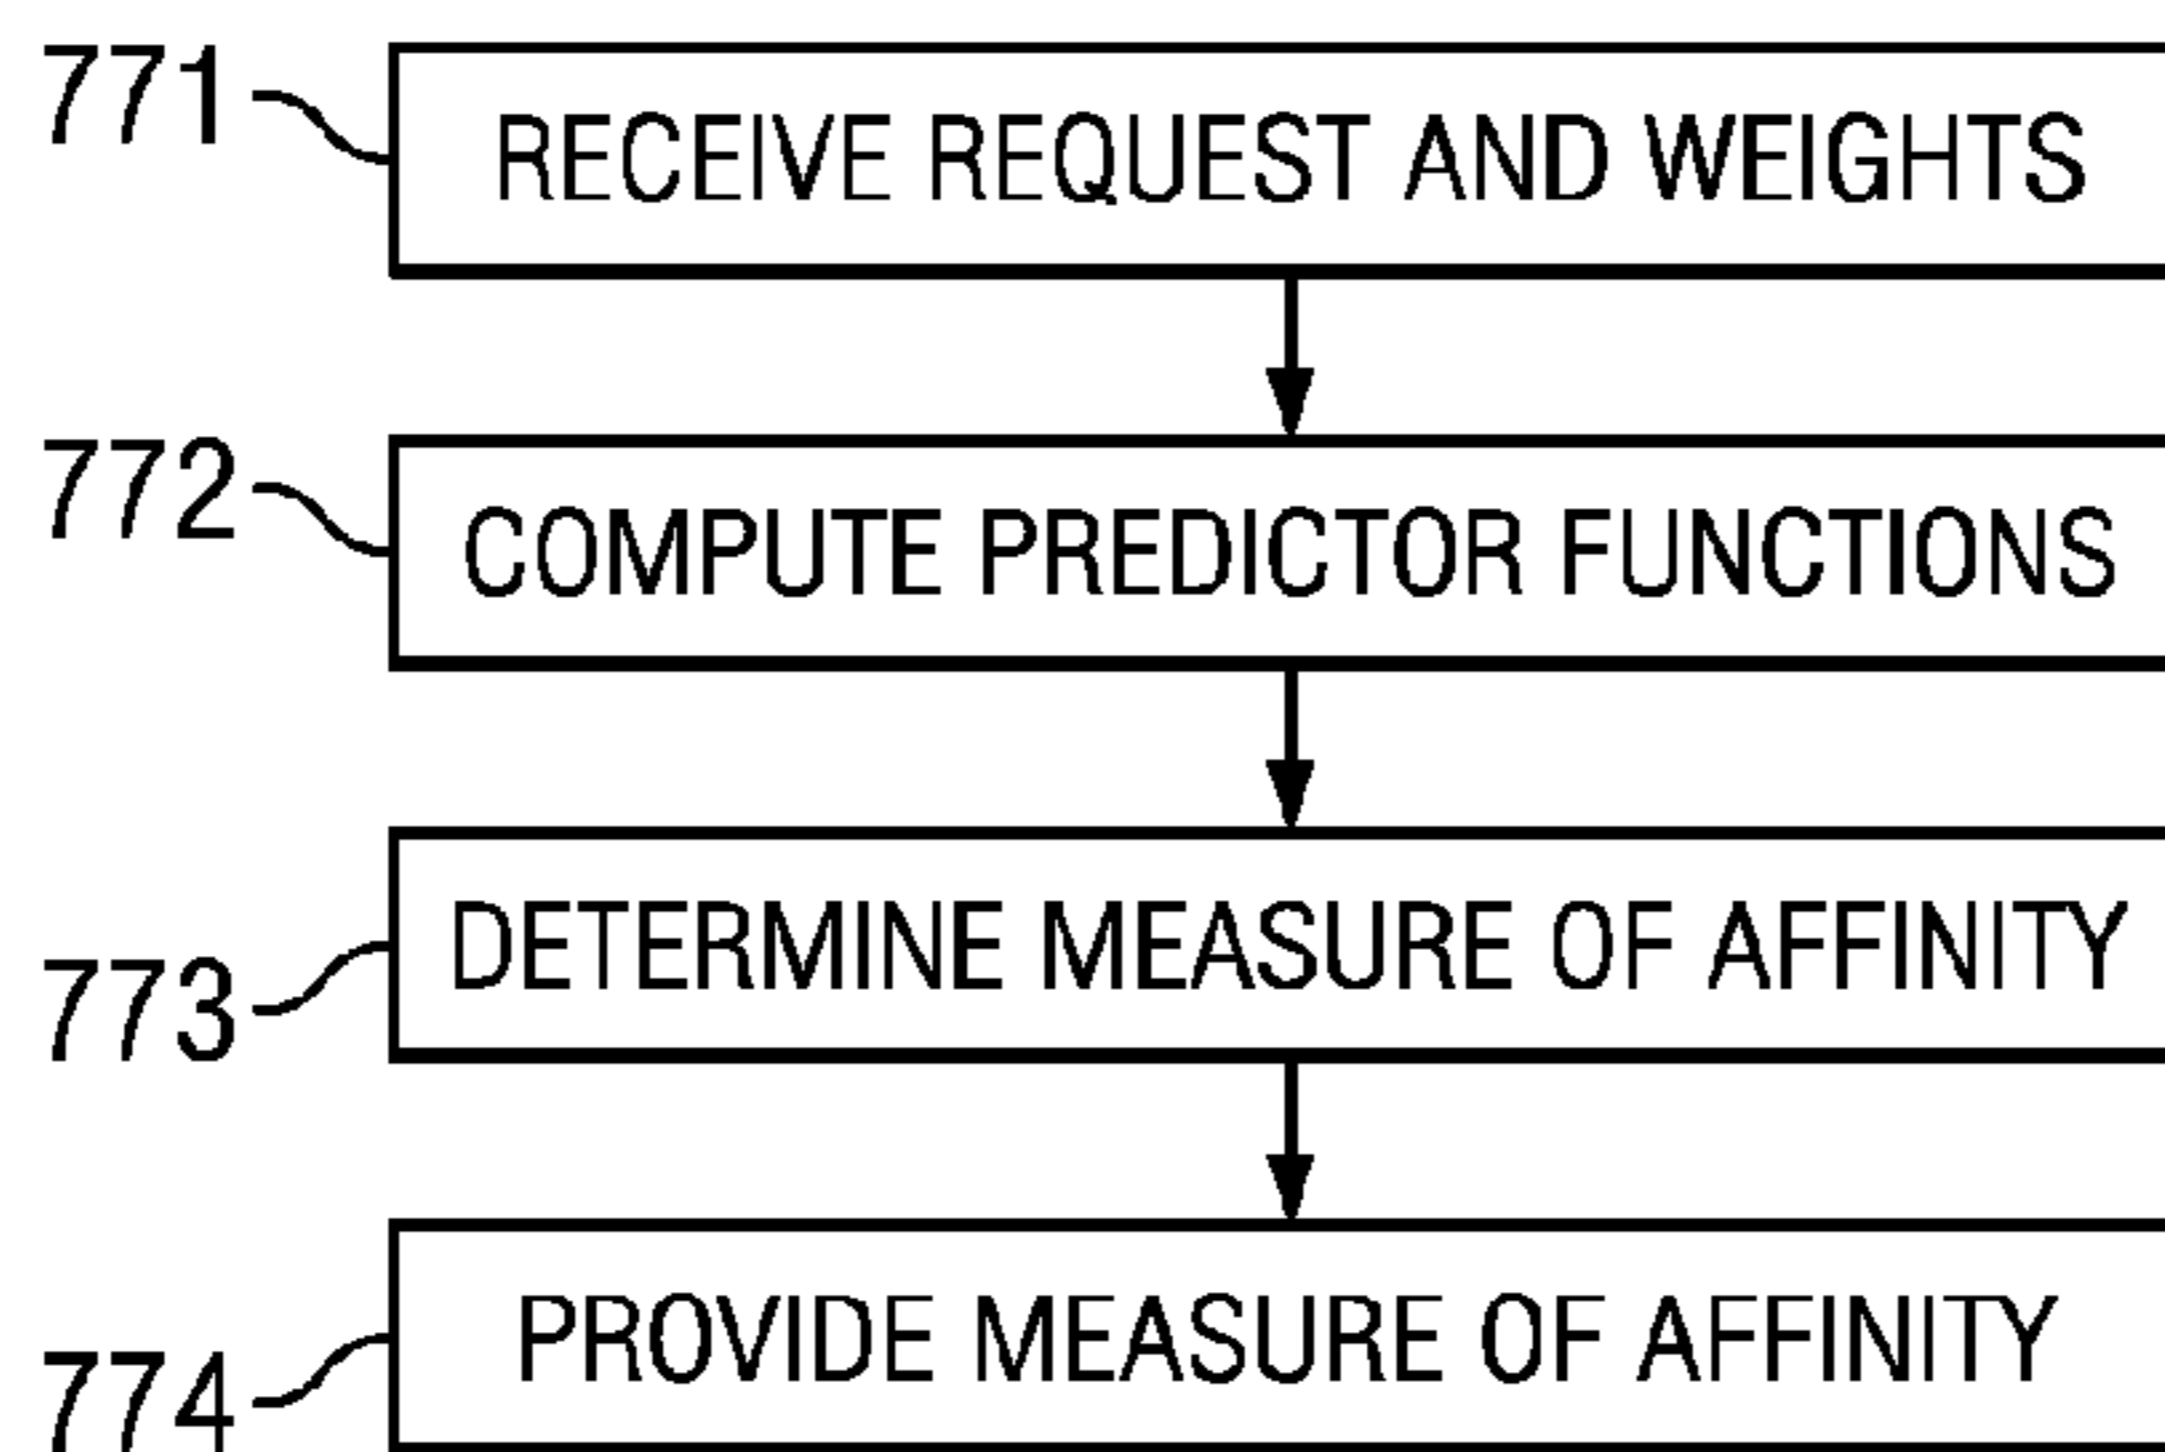 771 RECEIVE REQUEST AND WEIGHTS
772 COMPUTE PREDICTOR FUNCTIONS
773 DETERMINE MEASURE OF AFFINITY
774 PROVIDE MEASURE OF AFFINITY